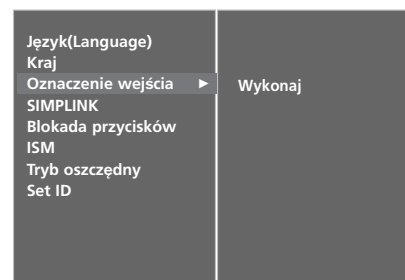 Język(Language)
Kraj
Oznaczenie wejścia ► Wykonaj
SIMPLINK
Blokada przycisków
ISM
Tryb oszczędny
Set ID